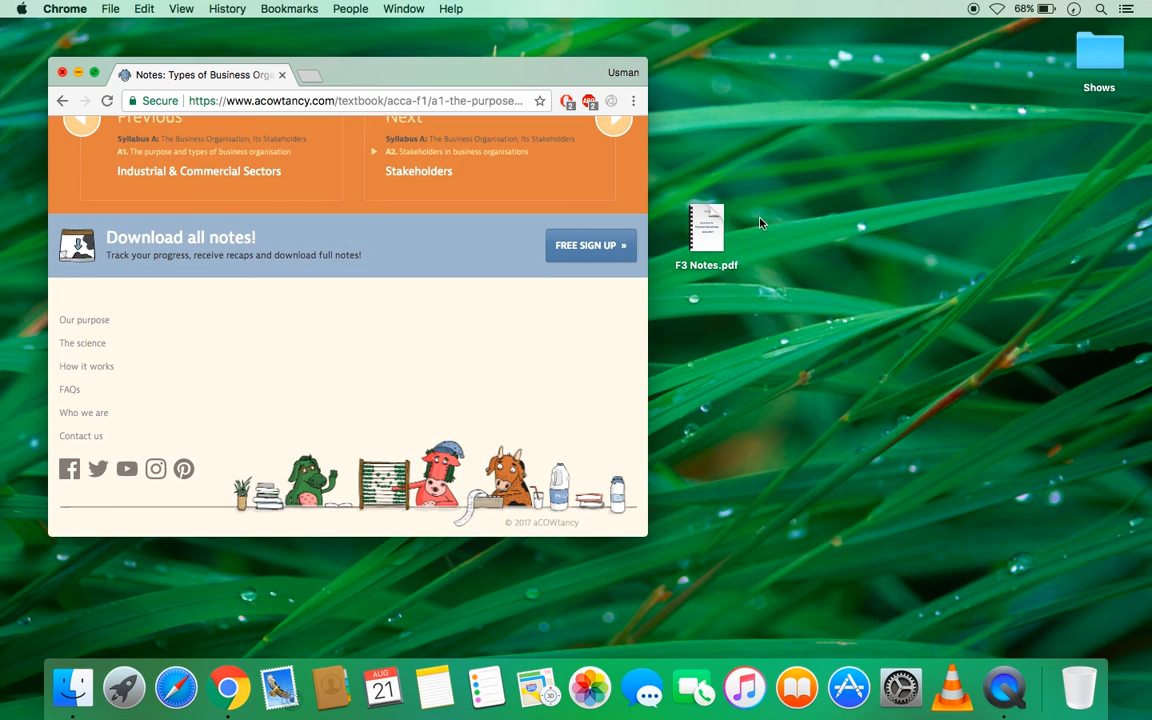 Chrome File Edit View History Bookmarks People Window Help 68%
Shows
Notes: Types of Business Orga
Usman
Secure https://www.acowtancy.com/textbook/acca-f1/a1-the-purpose...
2 2
Previous
Syllabus A: The Business Organisation, Its Stakeholders
A1. The purpose and types of business organisation
Industrial & Commercial Sectors
Next
Syllabus A: The Business Organisation, Its Stakeholders
A2. Stakeholders in business organisations
Stakeholders
Download all notes!
Track your progress, receive recaps and download full notes!
FREE SIGN UP »
F3 Notes.pdf
Our purpose
The science
How it works
FAQs
Who we are
Contact us
© 2017 aCOWtancy
AUG
21
3D